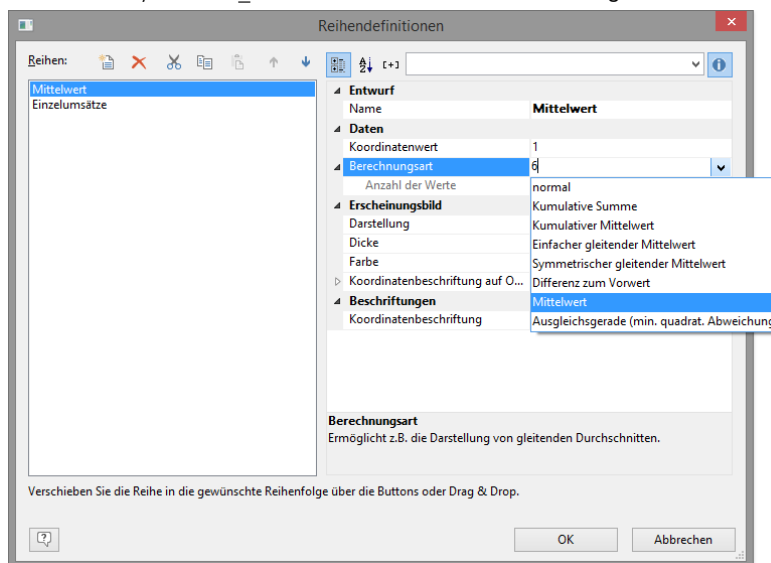 Reihendefinitionen
Reihen:
Mittelwert
Einzelumsätze
Entwurf
Name Mittelwert
Daten
Koordinatenwert 1
Berechnungsart 6
Anzahl der Werte
Erscheinungsbild
Darstellung
Dicke
Farbe
Koordinatenbeschriftung auf O...
Beschriftungen
Koordinatenbeschriftung
normal
Kumulative Summe
Kumulativer Mittelwert
Einfacher gleitender Mittelwert
Symmetrischer gleitender Mittelwert
Differenz zum Vorwert
Mittelwert
Ausgleichsgerade (min. quadrat. Abweichung
Berechnungsart
Ermöglicht z.B. die Darstellung von gleitenden Durchschnitten.
Verschieben Sie die Reihe in die gewünschte Reihenfolge über die Buttons oder Drag & Drop.
OK Abbrechen